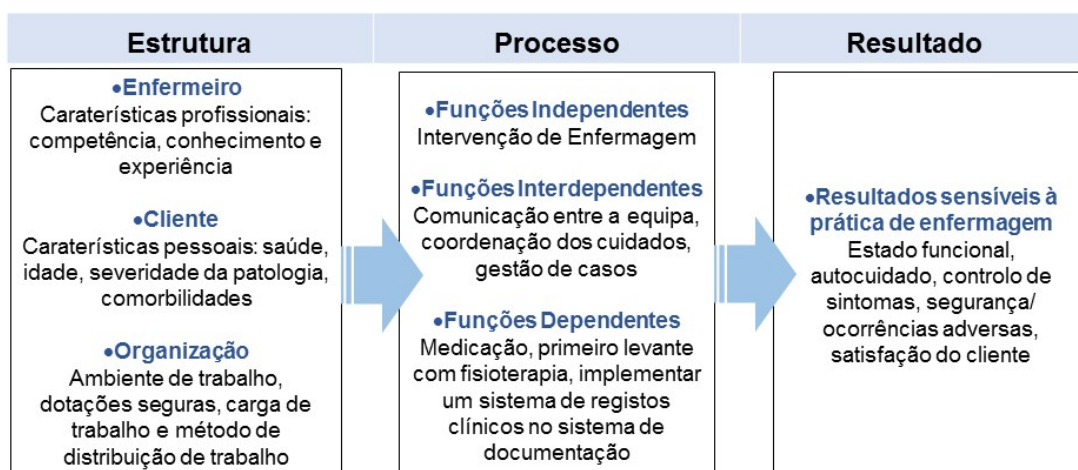 Estrutura
Processo
Resultado
•Enfermeiro
Caraterísticas profissionais:
competência, conhecimento e
experiência
•Cliente
Caraterísticas pessoais: saúde,
idade, severidade da patologia,
comorbilidades
•Organização
Ambiente de trabalho,
dotações seguras, carga de
trabalho e método de
distribuição de trabalho
•Funções Independentes
Intervenção de Enfermagem
•Funções Interdependentes
Comunicação entre a equipa,
coordenação dos cuidados,
gestão de casos
•Funções Dependentes
Medicação, primeiro levante
com fisioterapia, implementar
um sistema de registos
clínicos no sistema de
documentação
•Resultados sensíveis à
prática de enfermagem
Estado funcional,
autocuidado, controlo de
sintomas, segurança/
ocorrências adversas,
satisfação do cliente